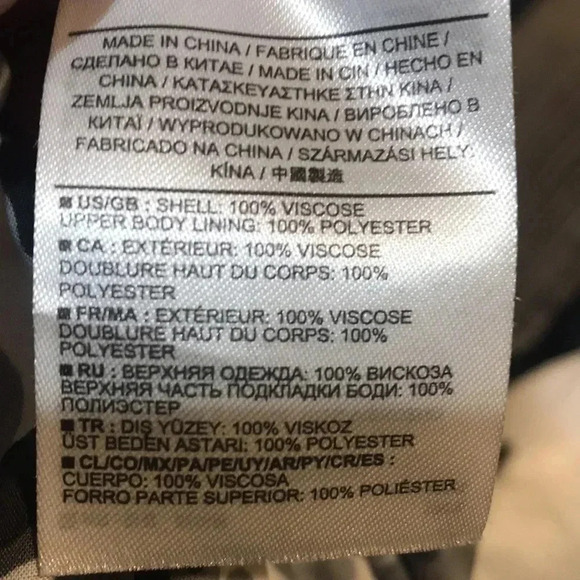 MADE IN CHINA / FABRIQUE EN CHINE /
СДЕЛАНО В КИТАЕ / MADE IN CIN / HECHO EN
CHINA / ΚΑΤΑΣΚΕΥΑΣΤΗΚΕ ΣΤΗΝ ΚΙΝΑ /
ZEMLJA PROIZVODNJE KINA / ВИРОБЛЕНО В
КИТАЇ / WYPRODUKOWANO W CHINACH /
FABRICADO NA CHINA / SZÁRMAZÁSI HELY:
KÍNA / 中國製造
■ US/GB : SHELL: 100% VISCOSE
UPPER BODY LINING: 100% POLYESTER
■ CA : EXTÉRIEUR: 100% VISCOSE
DOUBLURE HAUT DU CORPS: 100%
POLYESTER
■ FR/MA : EXTÉRIEUR: 100% VISCOSE
DOUBLURE HAUT DU CORPS: 100%
POLYESTER
■ RU : ВЕРХНЯЯ ОДЕЖДА: 100% ВИСКОЗА
ВЕРХНЯЯ ЧАСТЬ ПОДКЛАДКИ БОДИ: 100%
ПОЛИЭСТЕР
■ TR : DIŞ YÜZEY: 100% VISKOZ
ÜST BEDEN ASTARI: 100% POLYESTER
■ CL/CO/MX/PA/PE/UY/AR/PY/CR/ES :
CUERPO: 100% VISCOSA
FORRO PARTE SUPERIOR: 100% POLIÉSTER